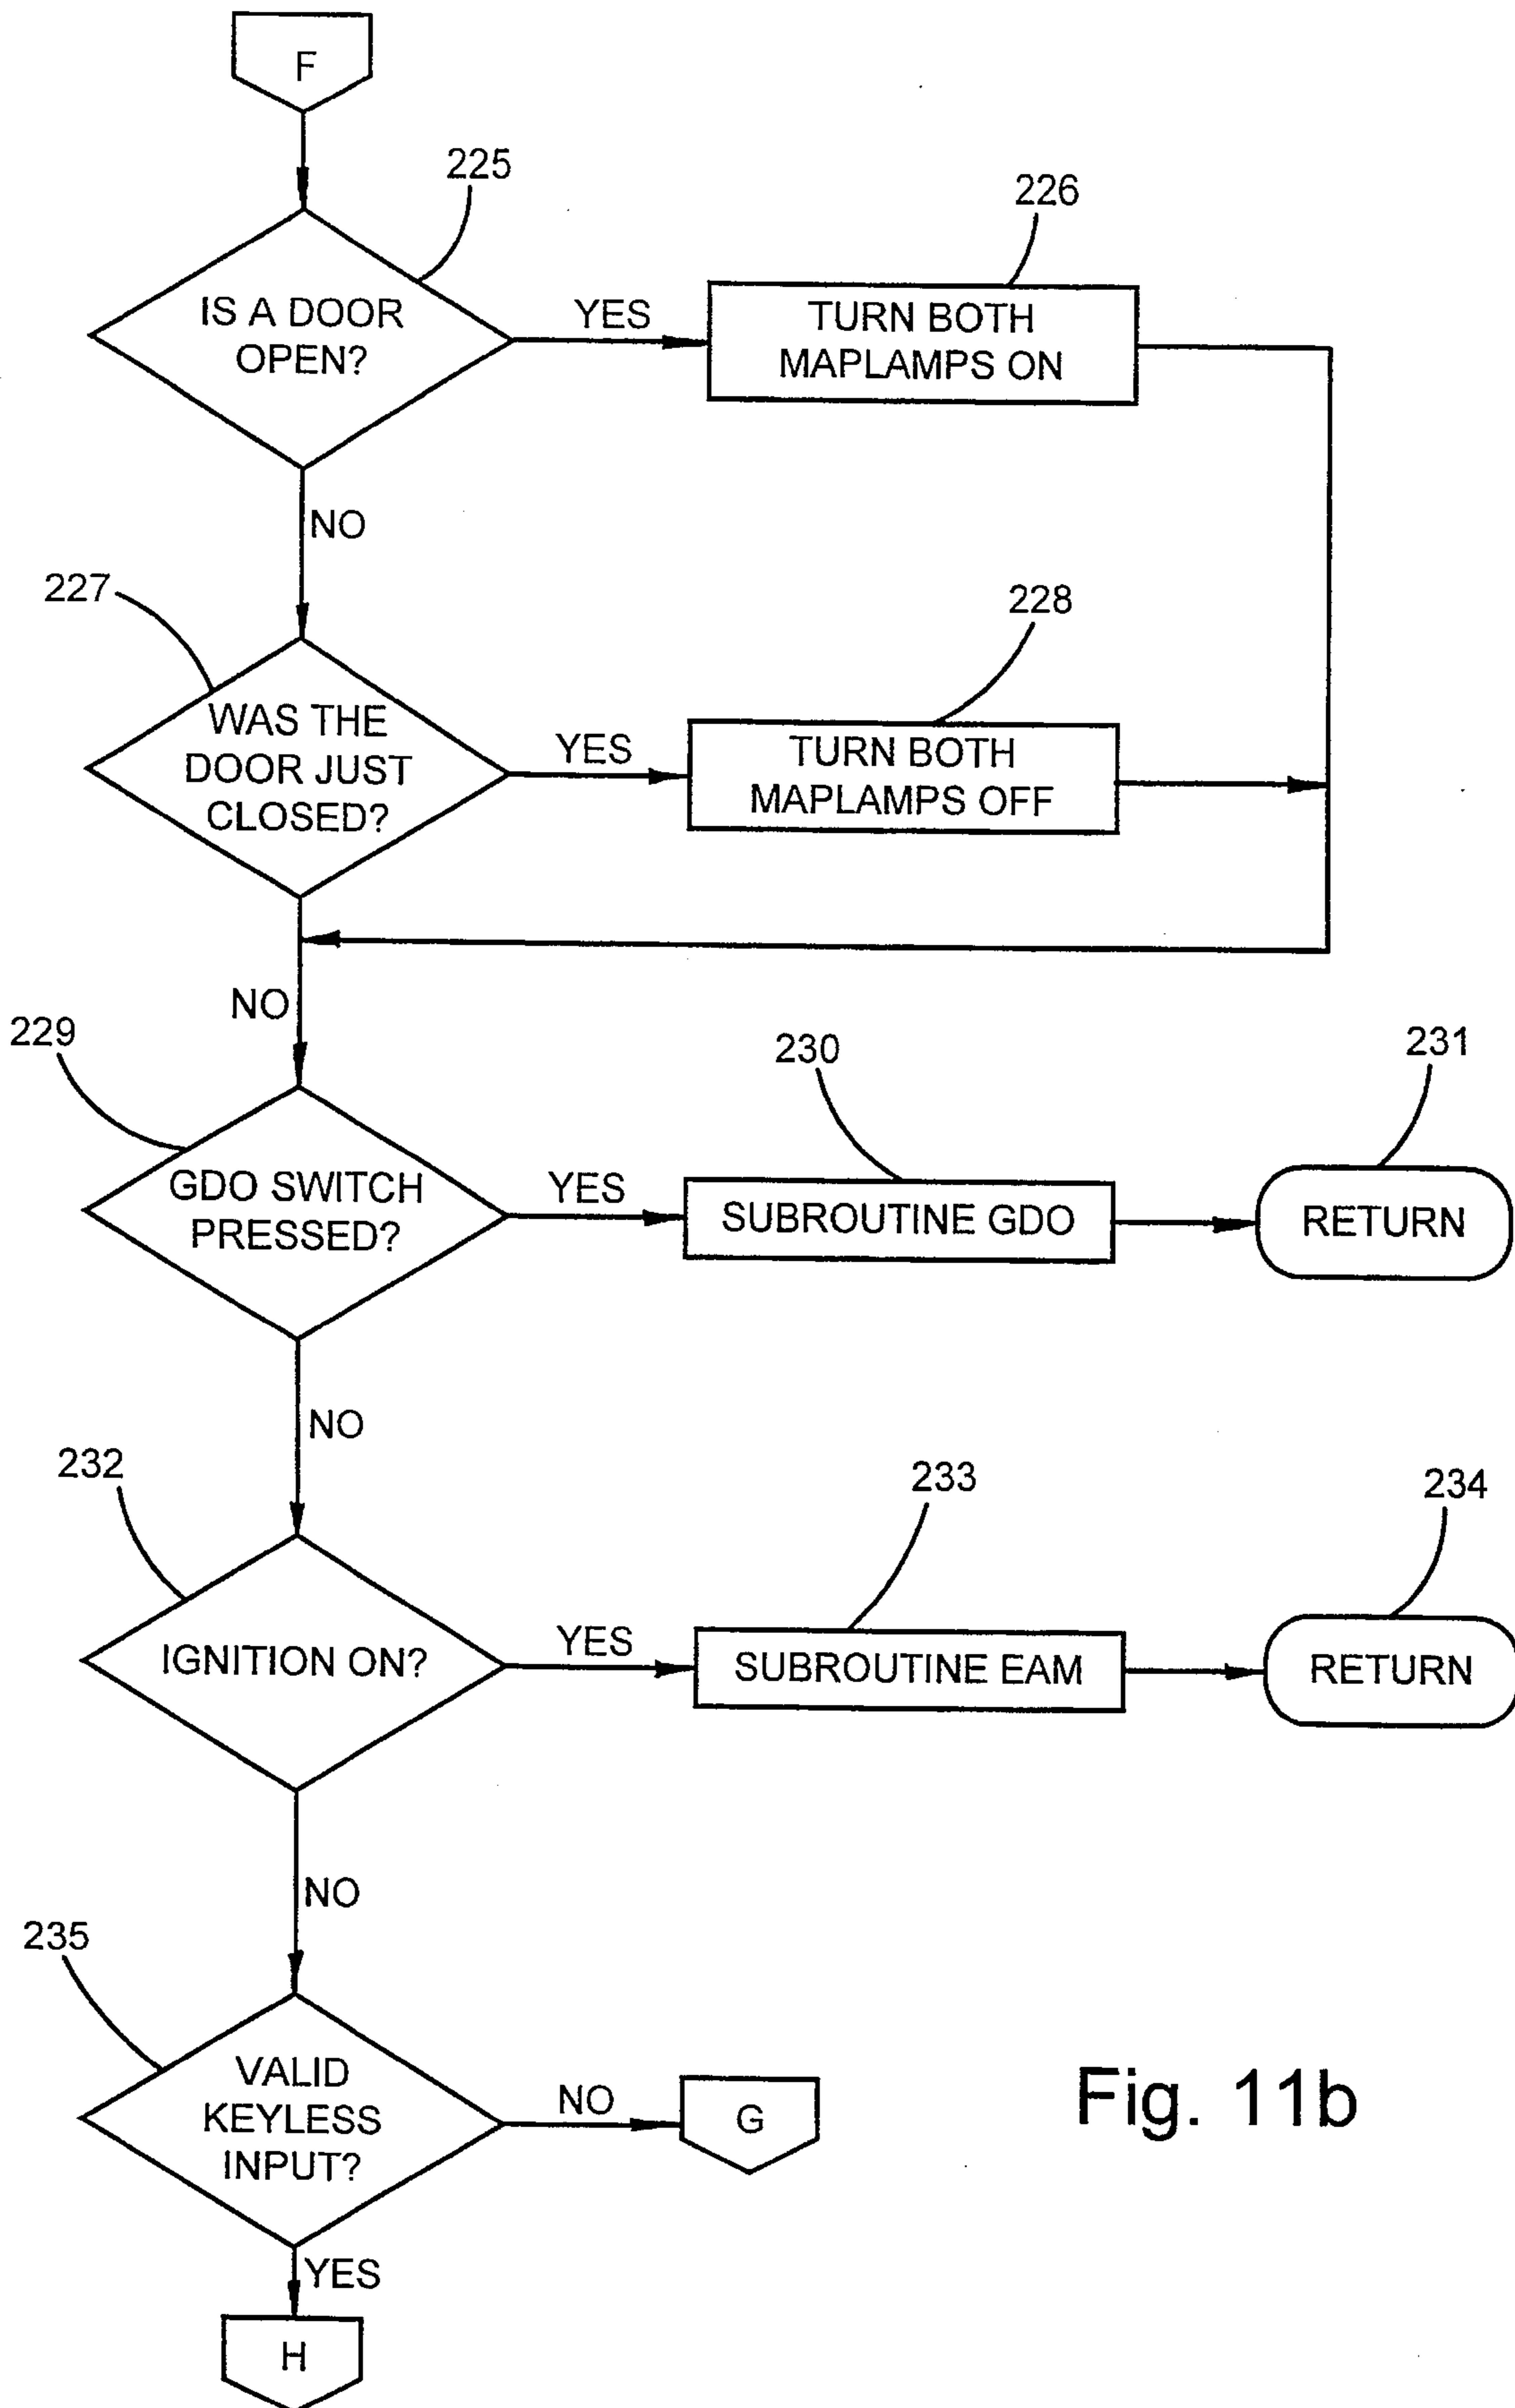 F
225
226
IS A DOOR
OPEN?
YES
TURN BOTH
MAPLAMPS ON
NO
227
228
WAS THE
DOOR JUST
CLOSED?
YES
TURN BOTH
MAPLAMPS OFF
NO
229
230
231
GDO SWITCH
PRESSED?
YES
SUBROUTINE GDO
RETURN
NO
232
233
234
IGNITION ON?
YES
SUBROUTINE EAM
RETURN
NO
235
VALID
KEYLESS
INPUT?
NO
G
YES
H
Fig. 11b